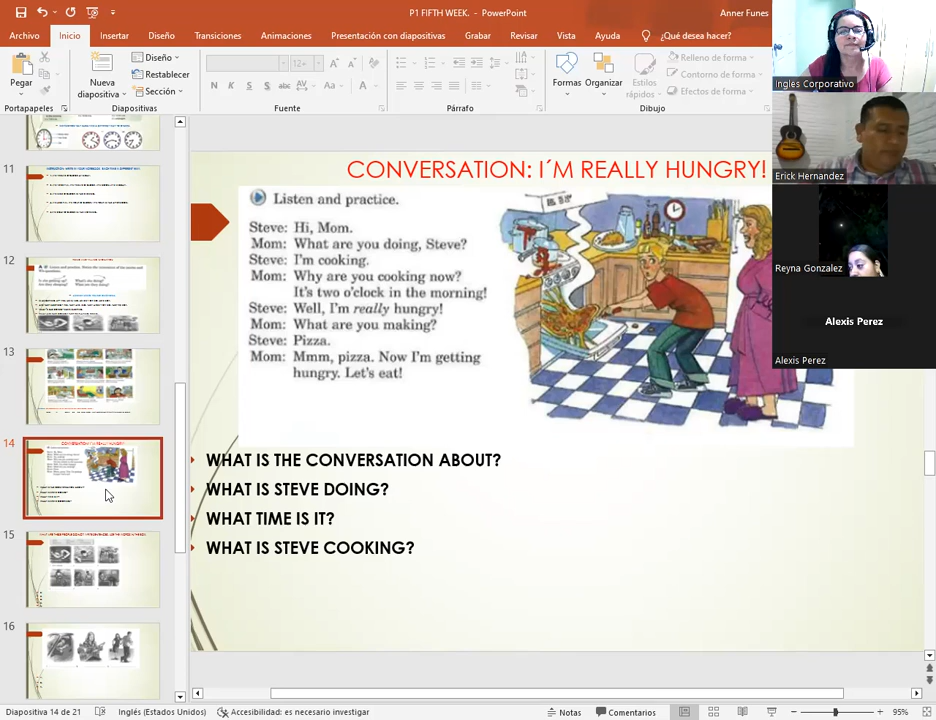 P1 FIFTH WEEK. - PowerPoint
Anner Funes
Archivo
Inicio
Insertar
Diseño
Transiciones
Animaciones
Presentación con diapositivas
Grabar
Revisar
Vista
Ayuda
¿Qué desea hacer?
Pegar
Portapapeles
Nueva
diapositiva
Diseño
Restablecer
Sección
Diapositivas
12
N K S abc AV Aa A
Fuente
Párrafo
Formas
Organizar
Estilos
rápidos
Relleno de forma
Contorno de forma
Efectos de forma
Dibujo
Ingles Corporativo
Erick Hernandez
Reyna Gonzalez
Alexis Perez
Alexis Perez
11
12
13
14
15
16
CONVERSATION: I´M REALLY HUNGRY!
Listen and practice.
Steve: Hi, Mom.
Mom: What are you doing, Steve?
Steve: I'm cooking.
Mom: Why are you cooking now?
It's two o'clock in the morning!
Steve: Well, I'm really hungry!
Mom: What are you making?
Steve: Pizza.
Mom: Mmm, pizza. Now I'm getting
hungry. Let's eat!
WHAT IS THE CONVERSATION ABOUT?
WHAT IS STEVE DOING?
WHAT TIME IS IT?
WHAT IS STEVE COOKING?
Diapositiva 14 de 21
Inglés (Estados Unidos)
Accesibilidad: es necesario investigar
Notas
Comentarios
95%